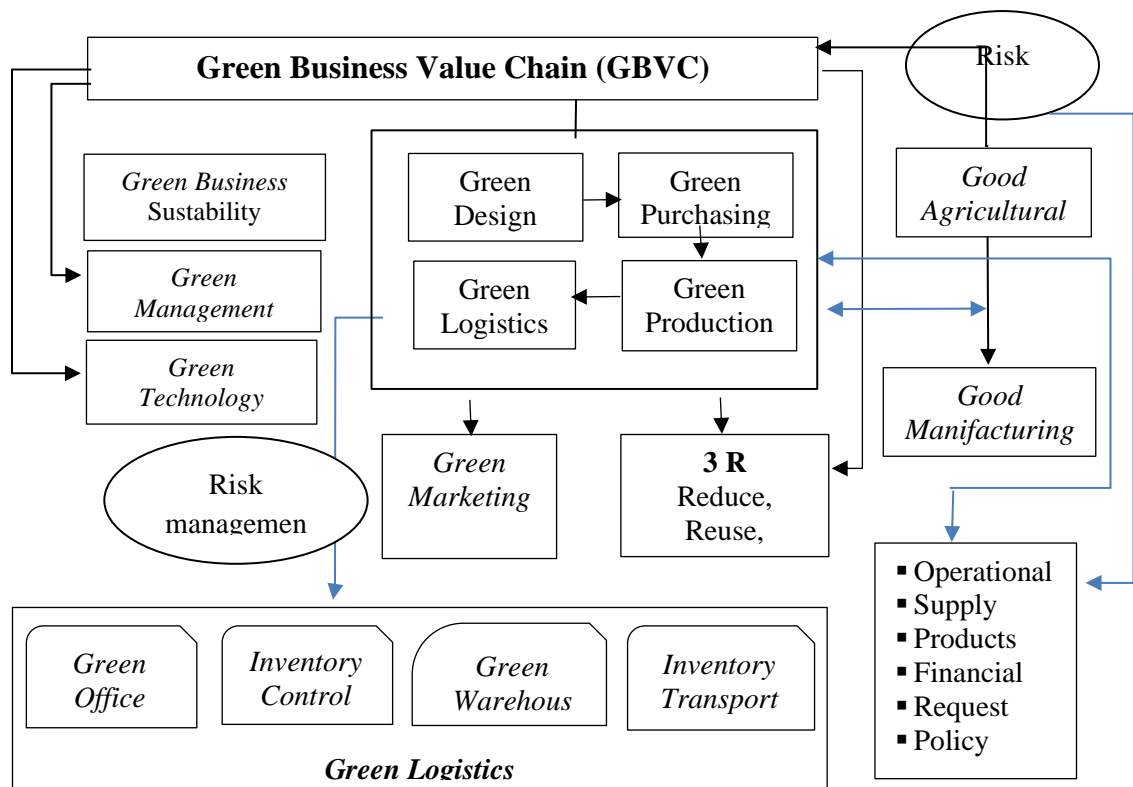 Green Business Value Chain (GBVC)
Risk
Green Business
Sustability
Green
Design
Green
Purchasing
Good
Agricultural
Green
Management
Green
Logistics
Green
Production
Green
Technology
Good
Manifacturing
Risk
managemen
Green
Marketing
3 R
Reduce,
Reuse,
▪ Operational
▪ Supply
▪ Products
▪ Financial
▪ Request
▪ Policy
Green
Office
Inventory
Control
Green
Warehous
Inventory
Transport
Green Logistics